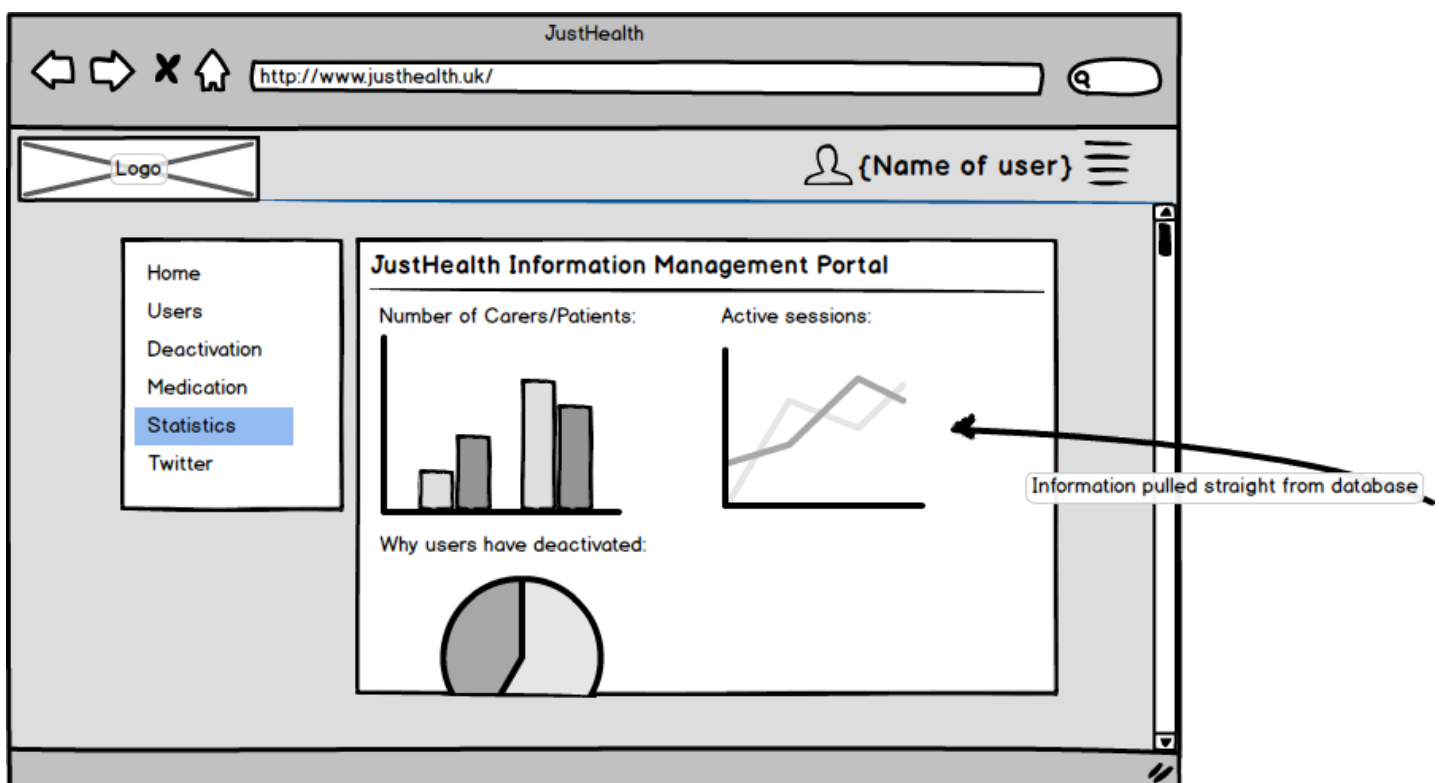 JustHealth
http://www.justhealth.uk/
Logo
{Name of user}
Home
Users
Deactivation
Medication
Statistics
Twitter
JustHealth Information Management Portal
Number of Carers/Patients:
Active sessions:
Why users have deactivated:
Information pulled straight from database